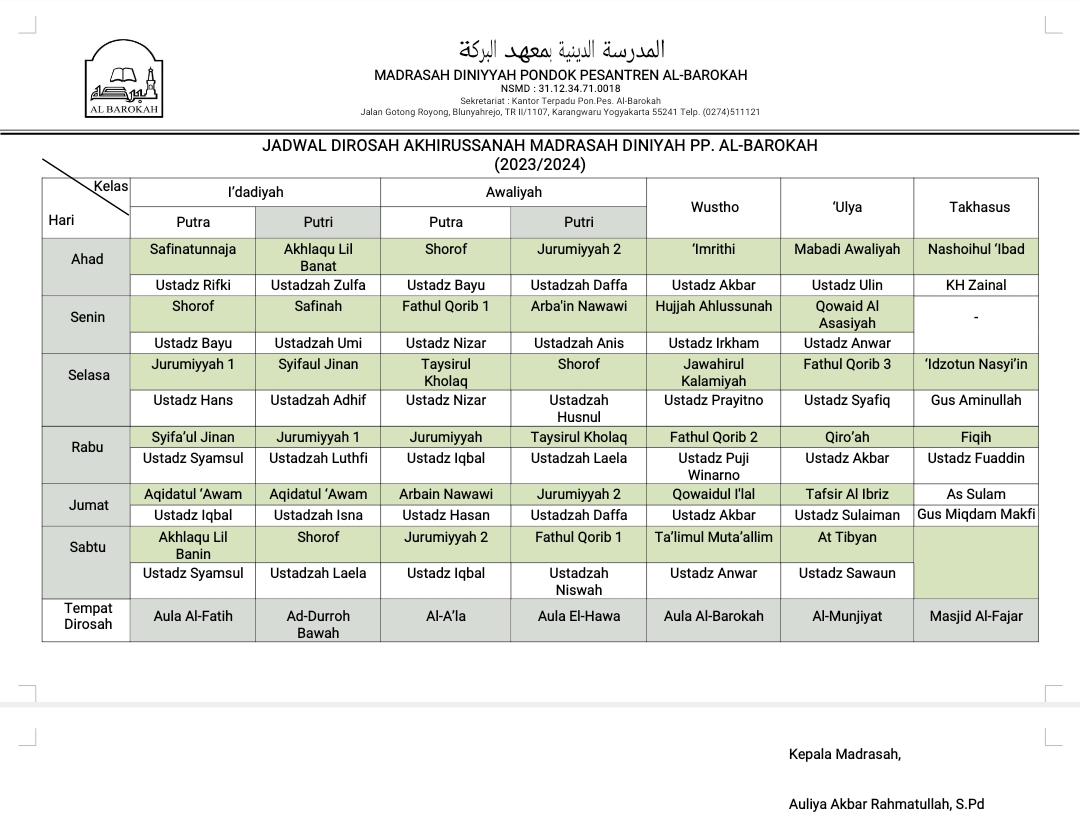 المدرسة الدينية بمعهد البركة
MADRASAH DINIYYAH PONDOK PESANTREN AL-BAROKAH
NSMD : 31.12.34.71.0018
Sekretariat : Kantor Terpadu Pon.Pes. Al-Barokah
Jalan Gotong Royong, Blunyahrejo, TR II/1107, Karangwaru Yogyakarta 55241 Telp. (0274)511121
البركة
AL BAROKAH
JADWAL DIROSAH AKHIRUSSANAH MADRASAH DINIYAH PP. AL-BAROKAH
(2023/2024)
Kelas
Hari
I’dadiyah Awaliyah Wustho ‘Ulya Takhasus
Putra Putri Putra Putri
Ahad
Safinatunnaja Akhlaqu Lil Banat Shorof Jurumiyyah 2 ‘Imrithi Mabadi Awaliyah Nashoihul ‘Ibad
Ustadz Rifki Ustadzah Zulfa Ustadz Bayu Ustadzah Daffa Ustadz Akbar Ustadz Ulin KH Zainal
Senin
Shorof Safinah Fathul Qorib 1 Arba'in Nawawi Hujjah Ahlussunah Qowaid Al Asasiyah -
Ustadz Bayu Ustadzah Umi Ustadz Nizar Ustadzah Anis Ustadz Irkham Ustadz Anwar
Selasa
Jurumiyyah 1 Syifaul Jinan Taysirul Kholaq Shorof Jawahirul Kalamiyah Fathul Qorib 3 ‘Idzotun Nasyi’in
Ustadz Hans Ustadzah Adhif Ustadz Nizar Ustadzah Husnul Ustadz Prayitno Ustadz Syafiq Gus Aminullah
Rabu
Syifa’ul Jinan Jurumiyyah 1 Jurumiyyah Taysirul Kholaq Fathul Qorib 2 Qiro’ah Fiqih
Ustadz Syamsul Ustadzah Luthfi Ustadz Iqbal Ustadzah Laela Ustadz Puji Winarno Ustadz Akbar Ustadz Fuaddin
Jumat
Aqidatul ‘Awam Aqidatul ‘Awam Arbain Nawawi Jurumiyyah 2 Qowaidul I'lal Tafsir Al Ibriz As Sulam
Ustadz Iqbal Ustadzah Isna Ustadz Hasan Ustadzah Daffa Ustadz Akbar Ustadz Sulaiman Gus Miqdam Makfi
Sabtu
Akhlaqu Lil Banin Shorof Jurumiyyah 2 Fathul Qorib 1 Ta’limul Muta’allim At Tibyan
Ustadz Syamsul Ustadzah Laela Ustadz Iqbal Ustadzah Niswah Ustadz Anwar Ustadz Sawaun
Tempat Dirosah
Aula Al-Fatih Ad-Durroh Bawah Al-A’la Aula El-Hawa Aula Al-Barokah Al-Munjiyat Masjid Al-Fajar
Kepala Madrasah,
Auliya Akbar Rahmatullah, S.Pd